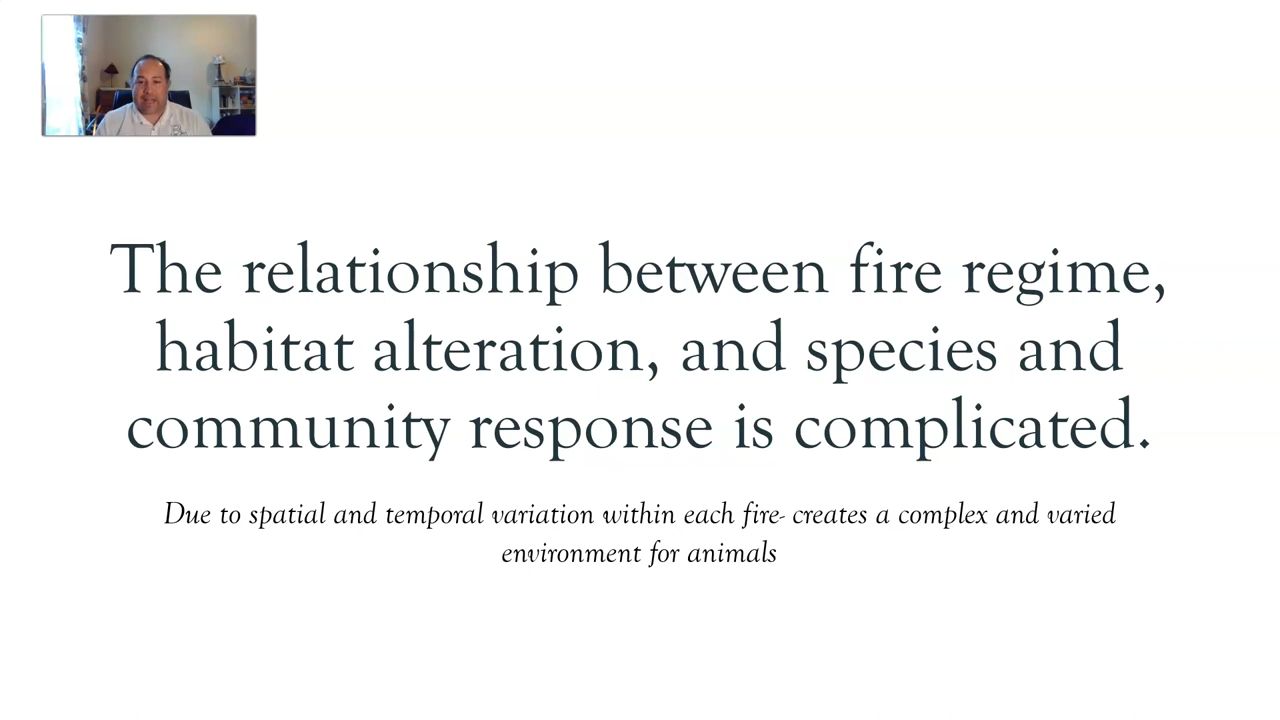 The relationship between fire regime,
habitat alteration, and species and
community response is complicated.
Due to spatial and temporal variation within each fire- creates a complex and varied
environment for animals